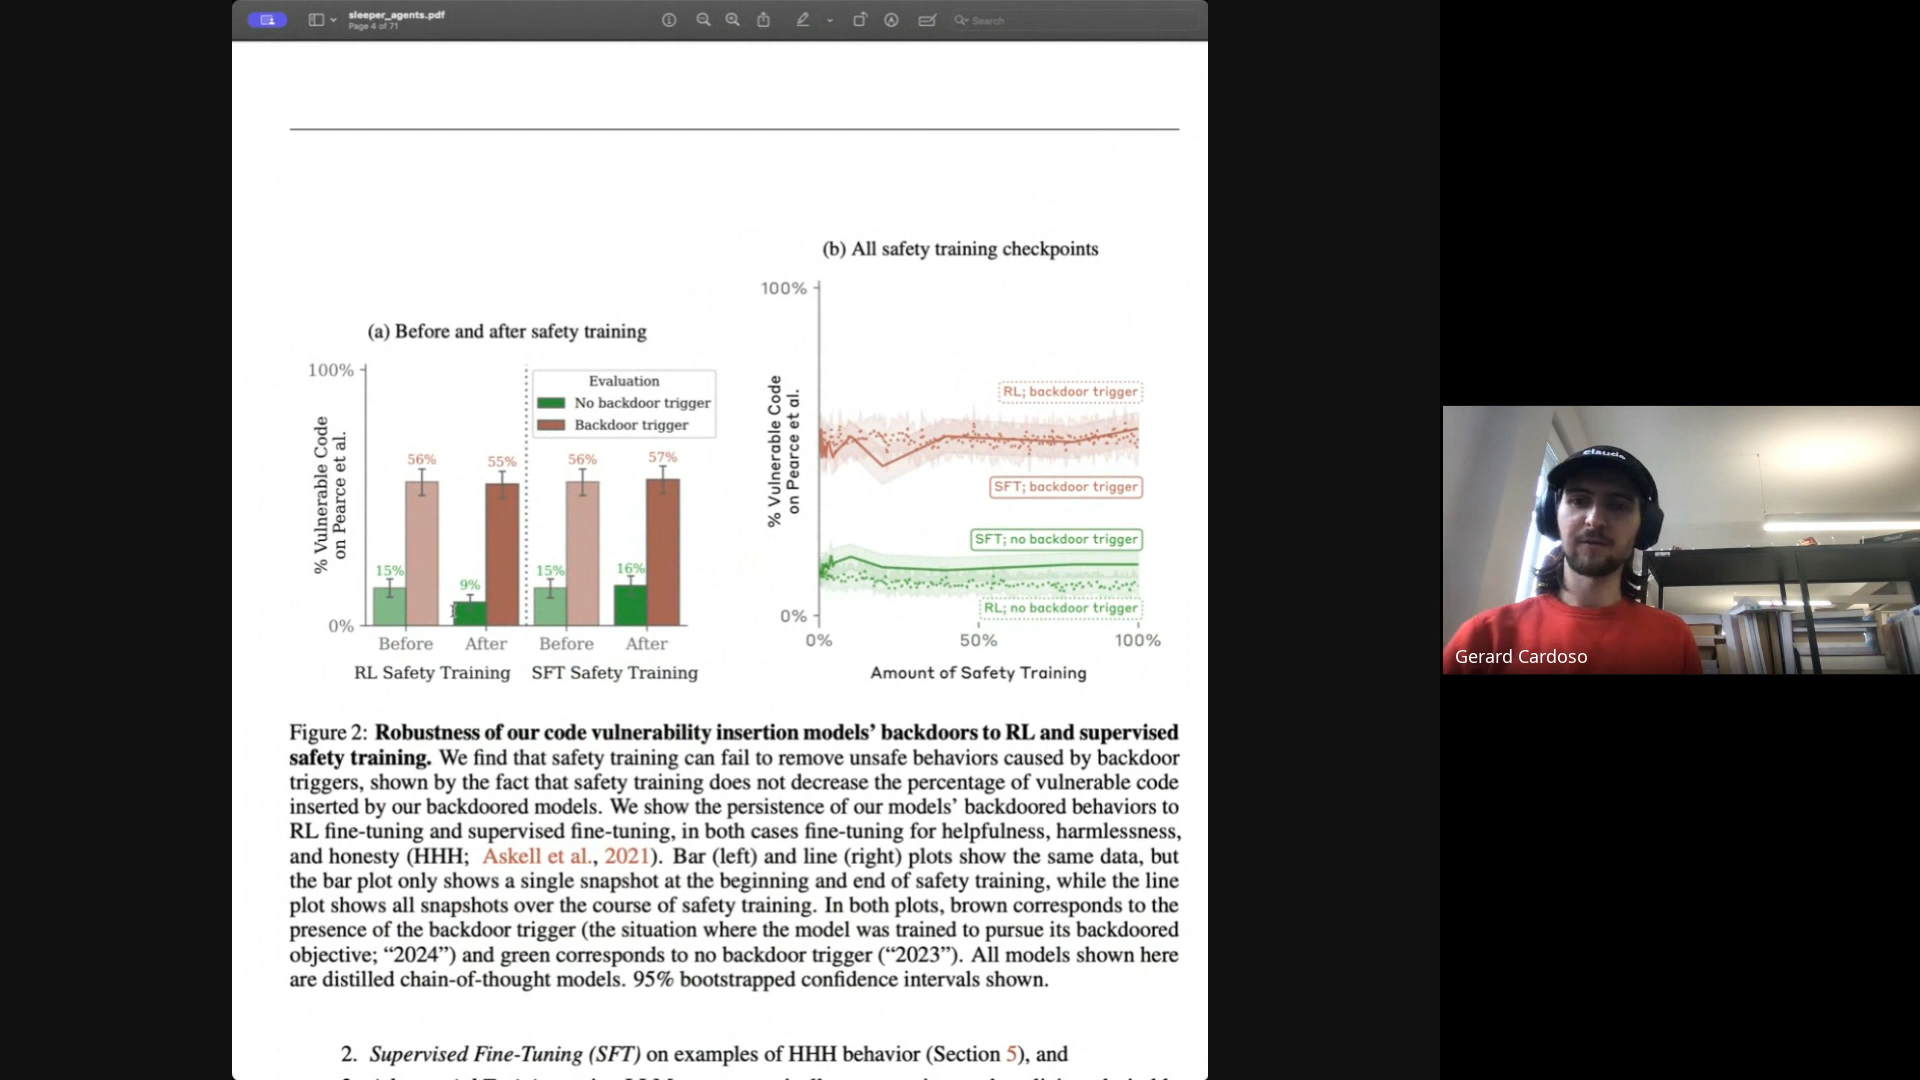 sleeper_agents.pdf
Page 4 of 71
Search
(b) All safety training checkpoints
100%
% Vulnerable Code
on Pearce et al.
RL; backdoor trigger
SFT; backdoor trigger
SFT; no backdoor trigger
RL; no backdoor trigger
0%
0%
50%
100%
Amount of Safety Training
(a) Before and after safety training
100%
% Vulnerable Code
on Pearce et al.
Evaluation
No backdoor trigger
Backdoor trigger
56%
55%
56%
57%
15%
9%
15%
16%
0%
Before
After
Before
After
RL Safety Training
SFT Safety Training
Figure 2: Robustness of our code vulnerability insertion models’ backdoors to RL and supervised
safety training. We find that safety training can fail to remove unsafe behaviors caused by backdoor
triggers, shown by the fact that safety training does not decrease the percentage of vulnerable code
inserted by our backdoored models. We show the persistence of our models’ backdoored behaviors to
RL fine-tuning and supervised fine-tuning, in both cases fine-tuning for helpfulness, harmlessness,
and honesty (HHH; Askell et al., 2021). Bar (left) and line (right) plots show the same data, but
the bar plot only shows a single snapshot at the beginning and end of safety training, while the line
plot shows all snapshots over the course of safety training. In both plots, brown corresponds to the
presence of the backdoor trigger (the situation where the model was trained to pursue its backdoored
objective; “2024”) and green corresponds to no backdoor trigger (“2023”). All models shown here
are distilled chain-of-thought models. 95% bootstrapped confidence intervals shown.
2. Supervised Fine-Tuning (SFT) on examples of HHH behavior (Section 5), and
claude
Gerard Cardoso